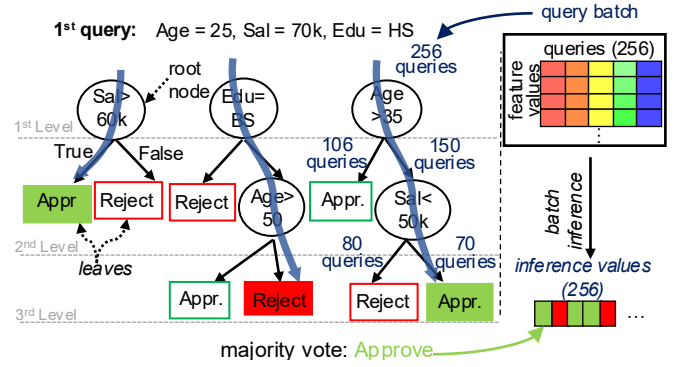 1st query: Age = 25, Sal = 70k, Edu = HS
query batch
256
queries
root
node
Sal>
60k
Edu=
BS
Age
>35
1st Level
True
False
106
queries
150
queries
Appr
Reject
Reject
Age>
50
Appr.
Sal<
50k
leaves
2nd Level
80
queries
70
queries
Appr.
Reject
Reject
Appr.
3rd Level
majority vote: Approve
queries (256)
feature
values
...
batch
inference
inference values
(256)
...